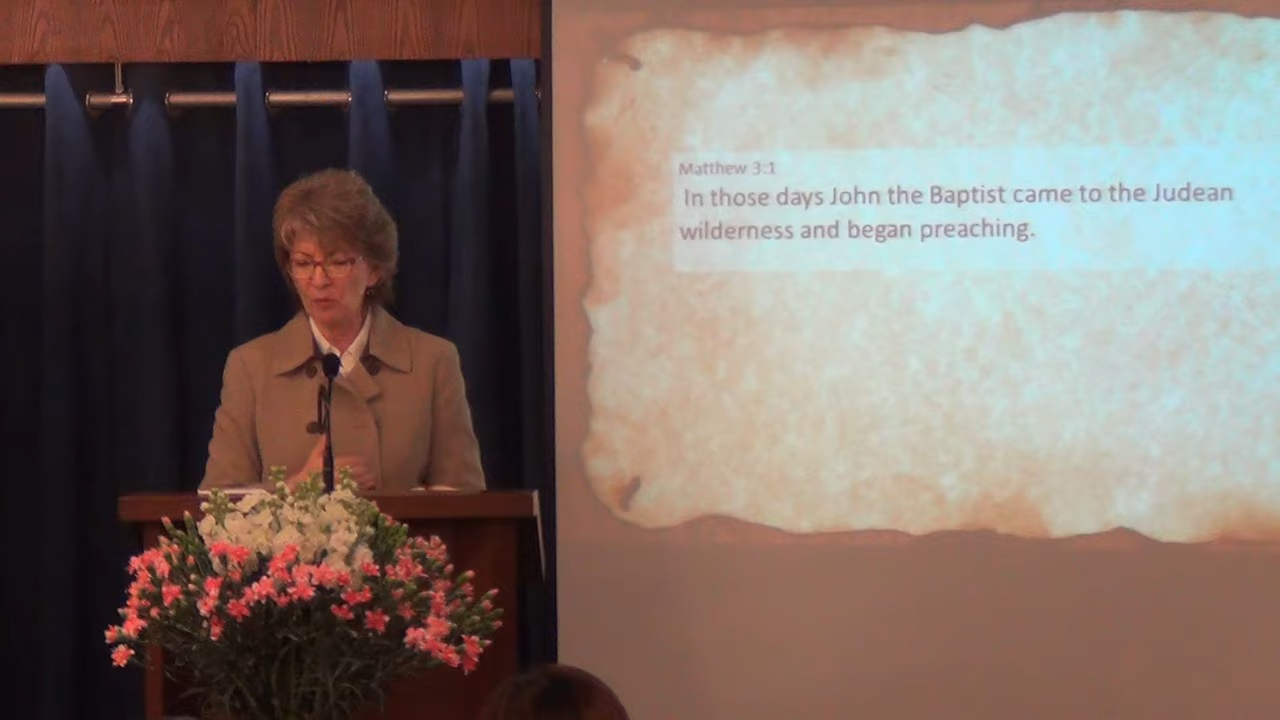 Matthew 3:1
In those days John the Baptist came to the Judean
wilderness and began preaching.